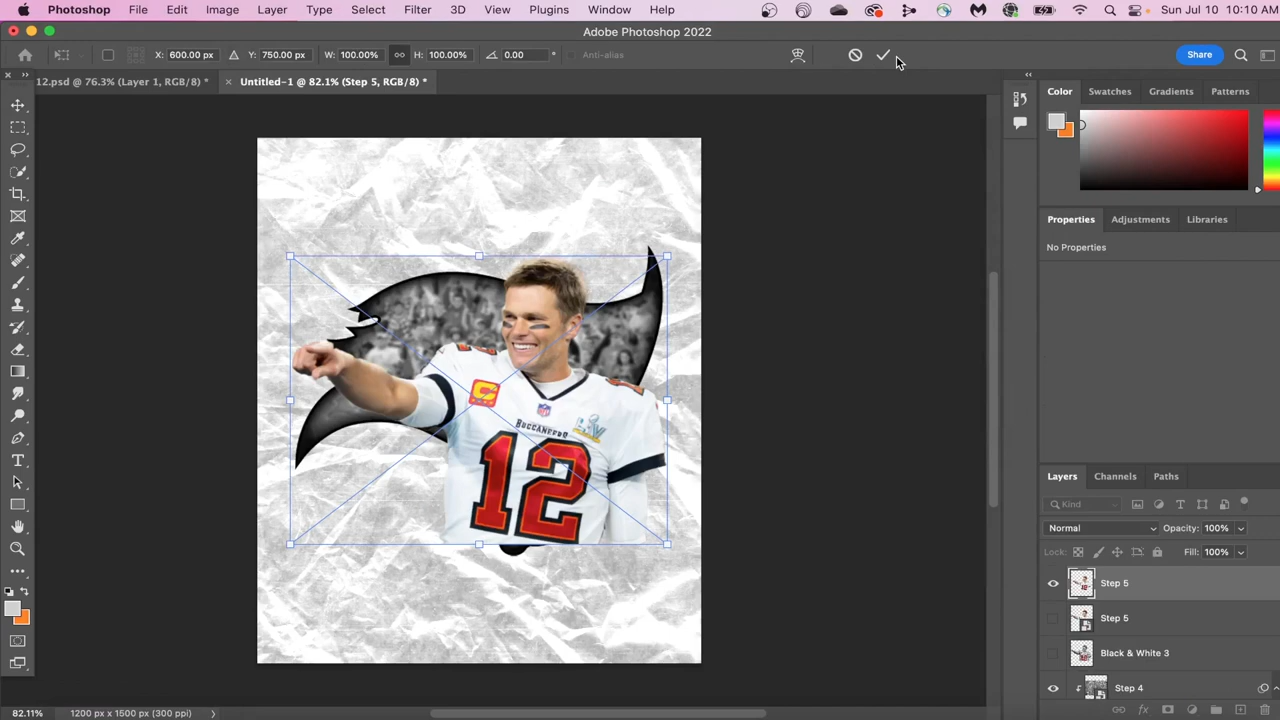 Photoshop File Edit Image Layer Type Select Filter 3D View Plugins Window Help Sun Jul 10 10:10 AM
Adobe Photoshop 2022
X: 600.00 px Y: 750.00 px W: 100.00% H: 100.00% 0.00 ° Anti-alias Share
12.psd @ 76.3% (Layer 1, RGB/8) * × Untitled-1 @ 82.1% (Step 5, RGB/8) *
Color Swatches Gradients Patterns
Properties Adjustments Libraries
No Properties
C
NFL
LV
BUCCANEERS
12
Layers Channels Paths
Kind
Normal Opacity: 100%
Lock: Fill: 100%
Step 5
Step 5
Black & White 3
Step 4
fx
82.11% 1200 px x 1500 px (300 ppi)